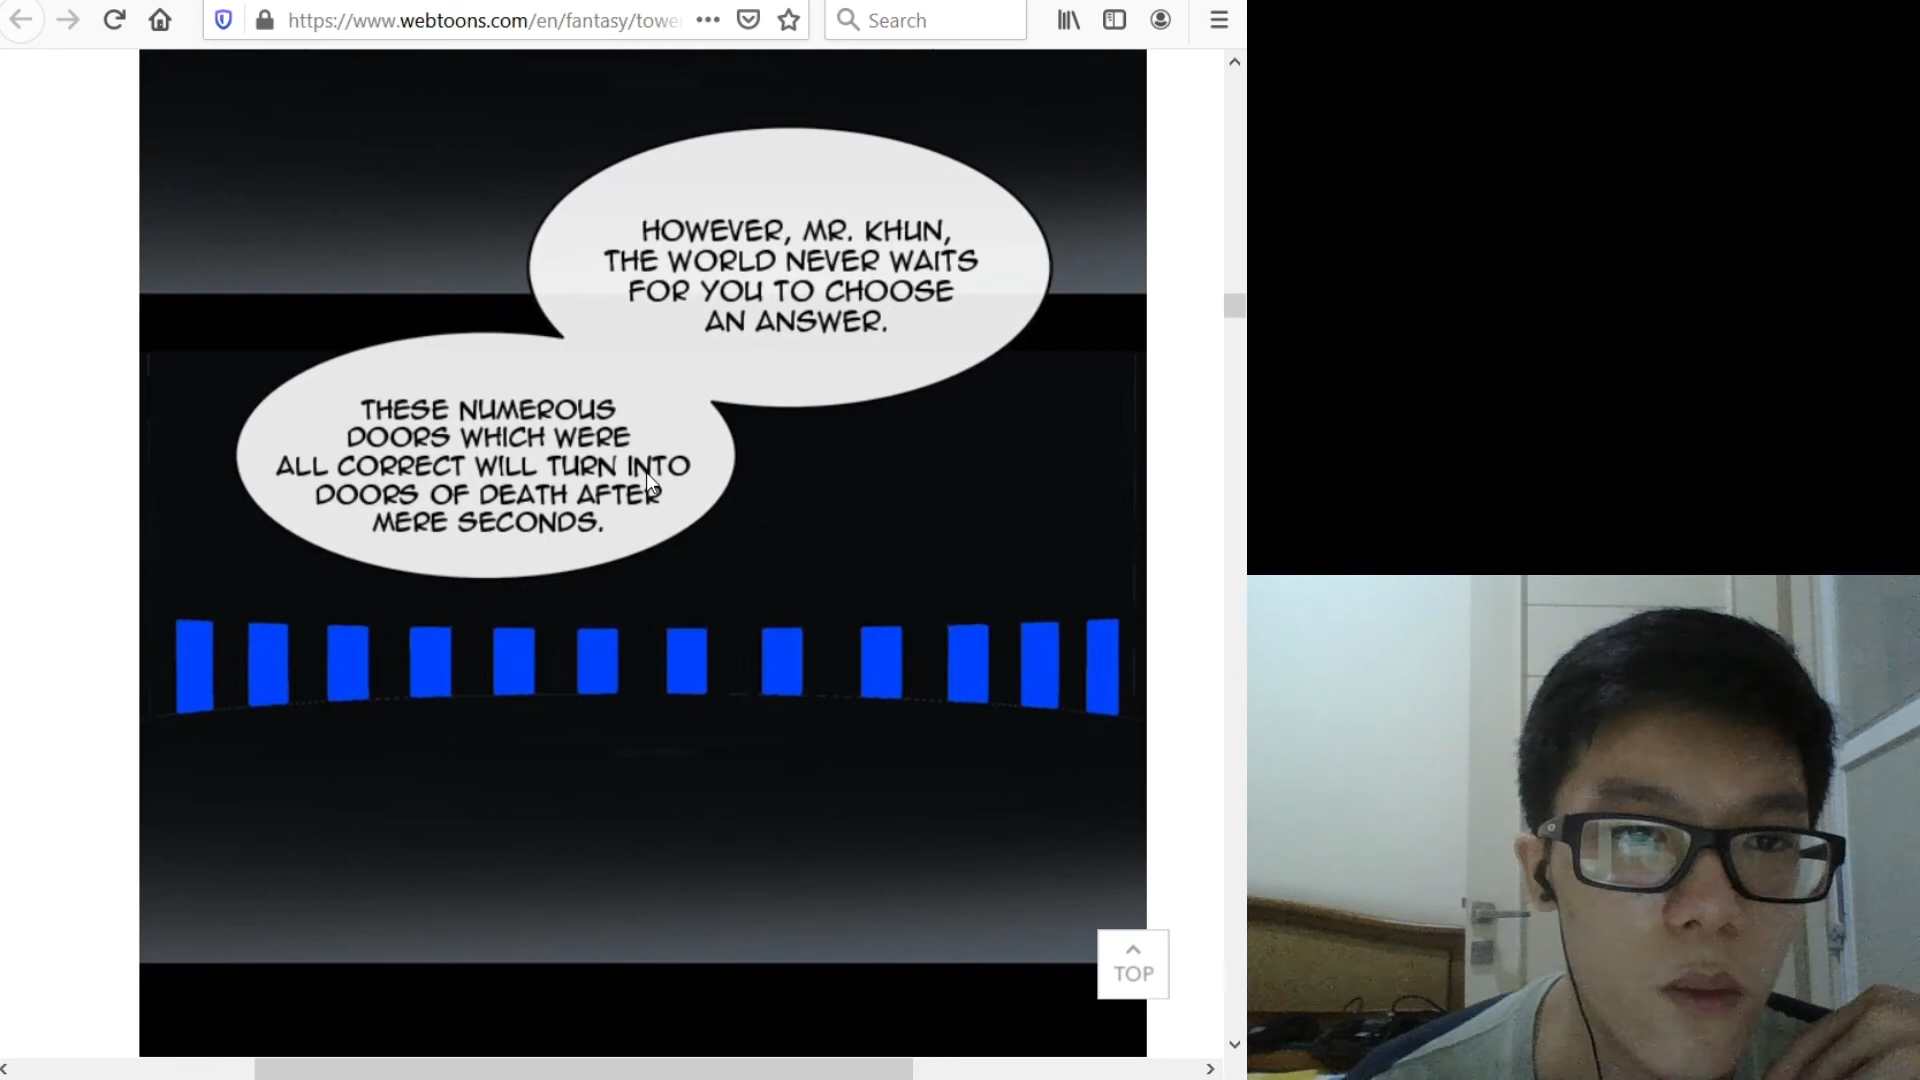 https://www.webtoons.com/en/fantasy/towe
Search
HOWEVER, MR. KHUN,
THE WORLD NEVER WAITS
FOR YOU TO CHOOSE
AN ANSWER.
THESE NUMEROUS
DOORS WHICH WERE
ALL CORRECT WILL TURN INTO
DOORS OF DEATH AFTER
MERE SECONDS.
TOP